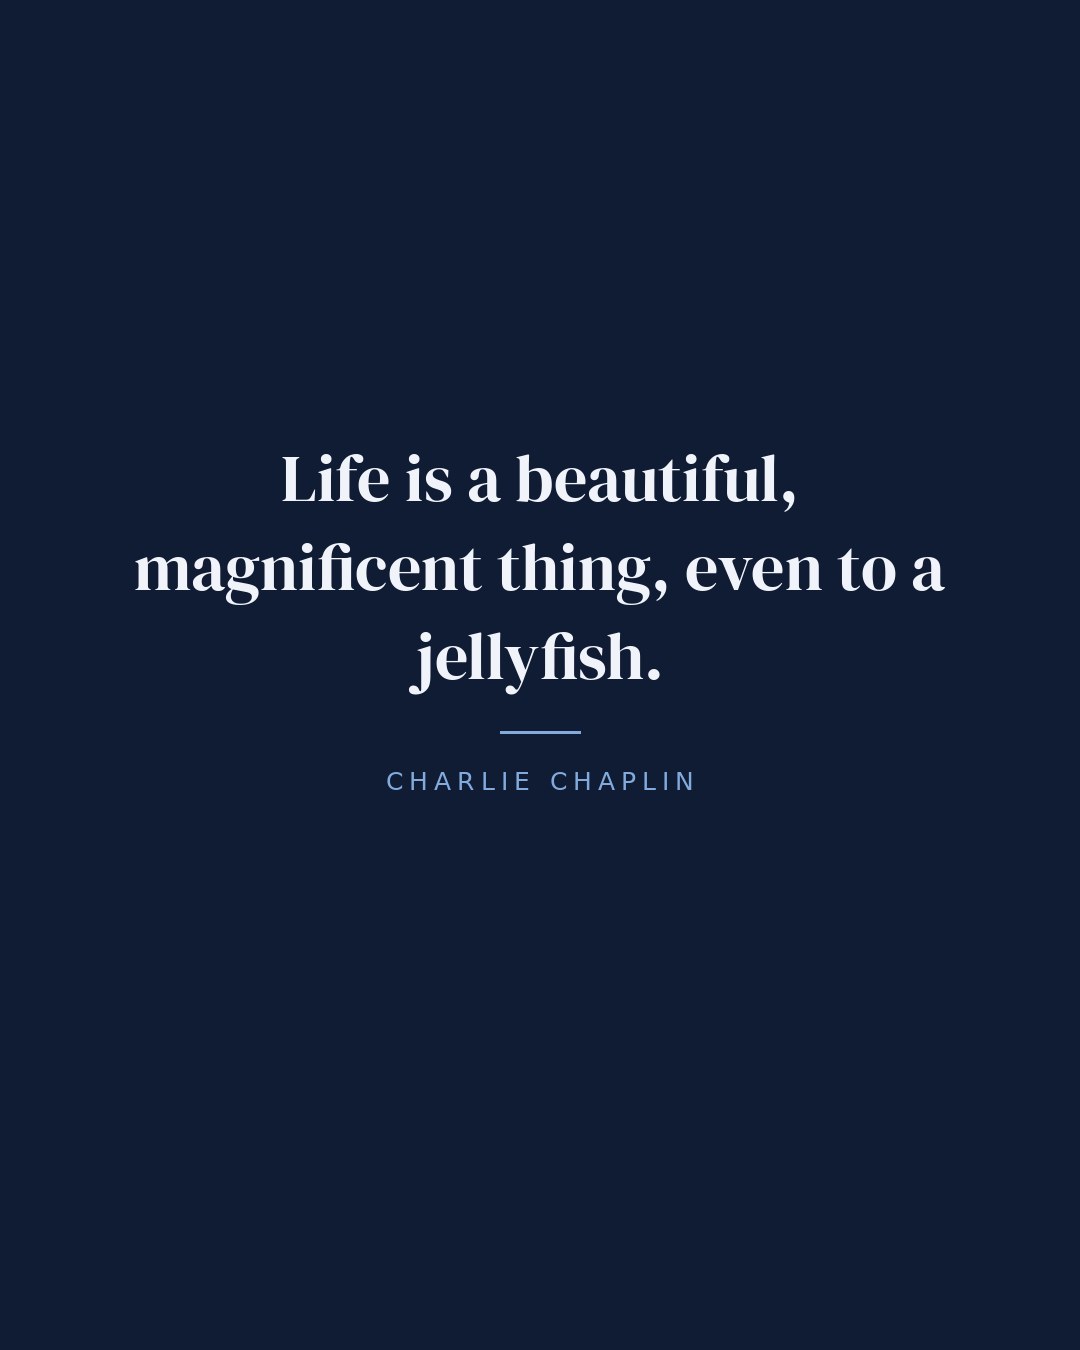 Life is a beautiful,
magnificent thing, even to a
jellyfish.
CHARLIE CHAPLIN